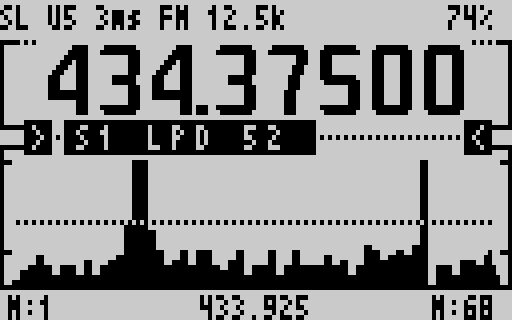 SL U5 3ms FM 12.5k 74%
434.37500
S1 LPD 52
M:1 433.925 M:68